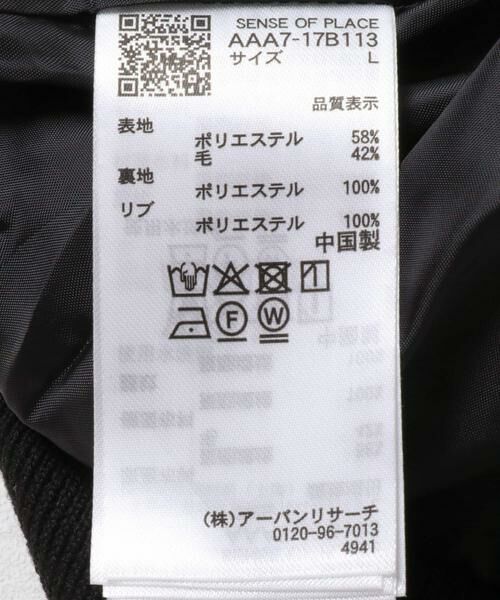 SENSE OF PLACE
AAA7-17B113
サイズ L
品質表示
表地
ポリエステル 58%
毛 42%
裏地
ポリエステル 100%
リブ
ポリエステル 100%
中国製
F W
(株)アーバンリサーチ
0120-96-7013
4941